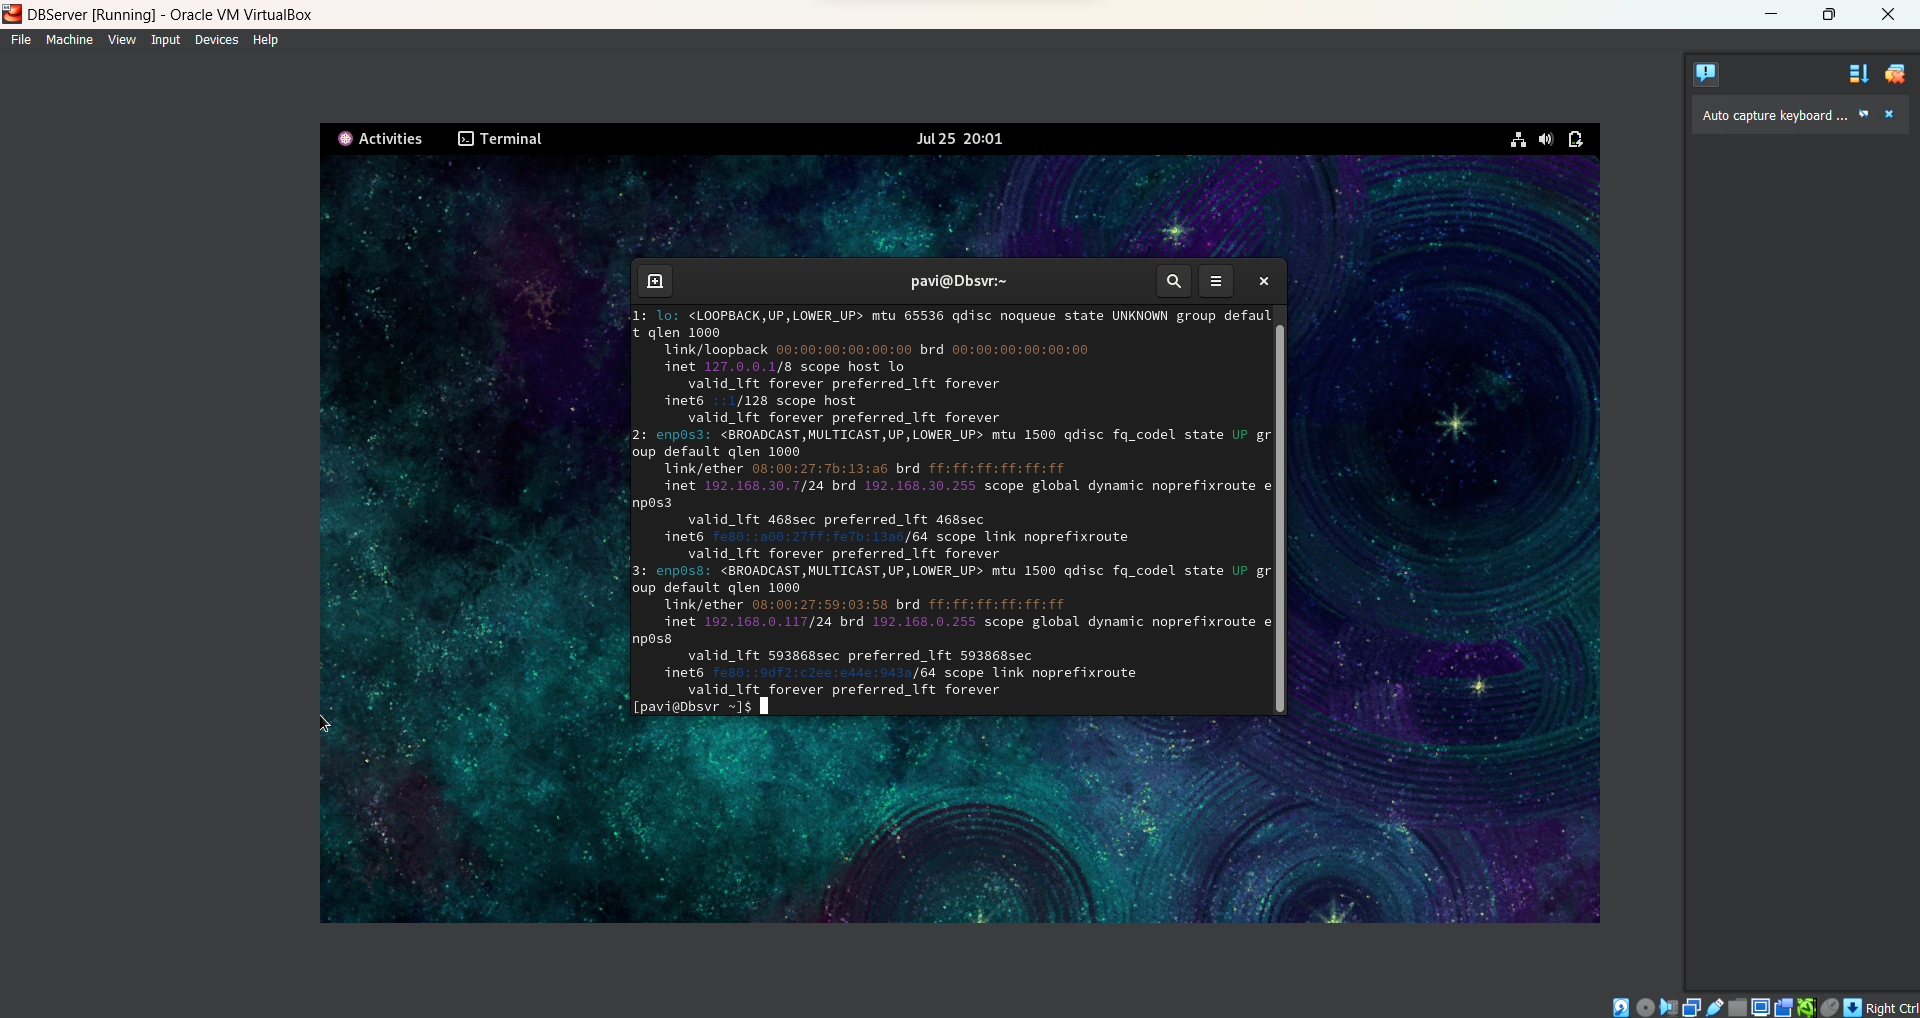 DBServer [Running] - Oracle VM VirtualBox
File Machine View Input Devices Help
Auto capture keyboard ...
Activities Terminal Jul 25 20:01
pavi@Dbsvr:~
1: lo: <LOOPBACK,UP,LOWER_UP> mtu 65536 qdisc noqueue state UNKNOWN group defaul
t qlen 1000
link/loopback 00:00:00:00:00:00 brd 00:00:00:00:00:00
inet 127.0.0.1/8 scope host lo
valid_lft forever preferred_lft forever
inet6 ::1/128 scope host
valid_lft forever preferred_lft forever
2: enp0s3: <BROADCAST,MULTICAST,UP,LOWER_UP> mtu 1500 qdisc fq_codel state UP gr
oup default qlen 1000
link/ether 08:00:27:7b:13:a6 brd ff:ff:ff:ff:ff:ff
inet 192.168.30.7/24 brd 192.168.30.255 scope global dynamic noprefixroute e
np0s3
valid_lft 468sec preferred_lft 468sec
inet6 fe80::a00:27ff:fe7b:13a6/64 scope link noprefixroute
valid_lft forever preferred_lft forever
3: enp0s8: <BROADCAST,MULTICAST,UP,LOWER_UP> mtu 1500 qdisc fq_codel state UP gr
oup default qlen 1000
link/ether 08:00:27:59:03:58 brd ff:ff:ff:ff:ff:ff
inet 192.168.0.117/24 brd 192.168.0.255 scope global dynamic noprefixroute e
np0s8
valid_lft 593868sec preferred_lft 593868sec
inet6 fe80::9df2:c2ee:e44e:943a/64 scope link noprefixroute
valid_lft forever preferred_lft forever
[pavi@Dbsvr ~]$
Right Ctrl